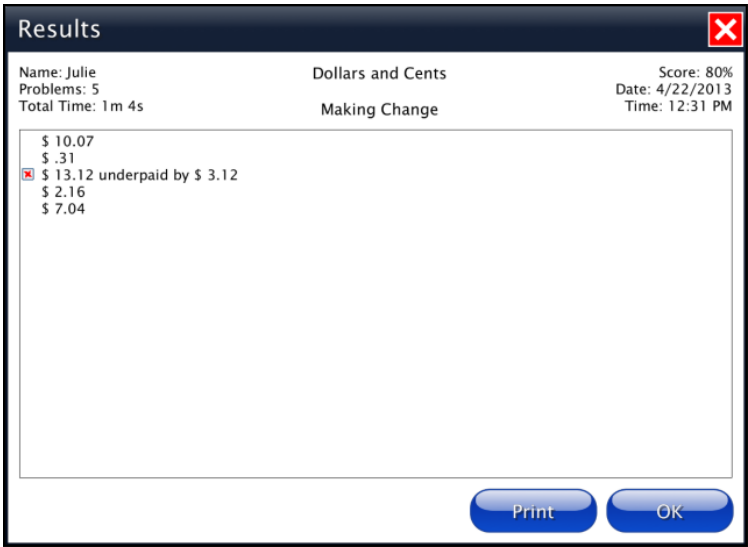 Results
Name: Julie
Problems: 5
Total Time: 1m 4s
Dollars and Cents
Making Change
Score: 80%
Date: 4/22/2013
Time: 12:31 PM
$ 10.07
$ .31
$ 13.12 underpaid by $ 3.12
$ 2.16
$ 7.04
Print
OK